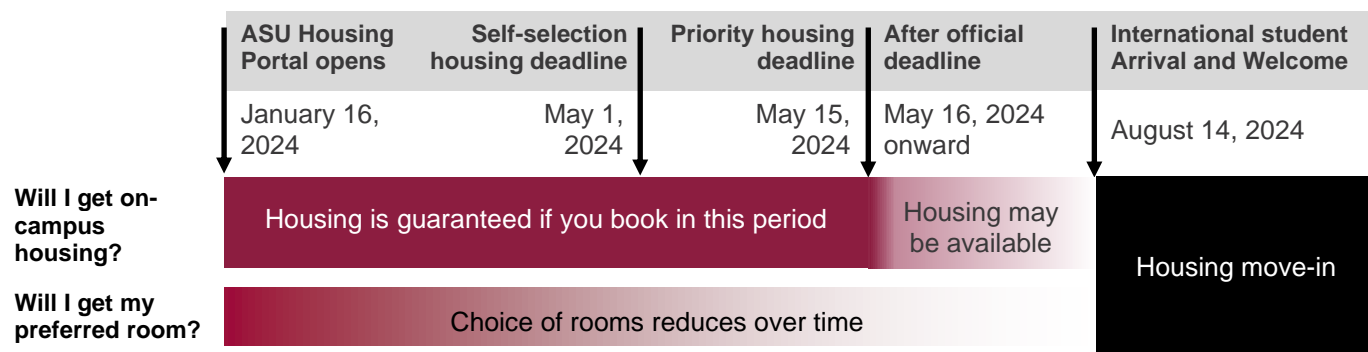 ASU Housing
Portal opens
Self-selection
housing deadline
Priority housing
deadline
After official
deadline
International student
Arrival and Welcome
January 16,
2024
May 1,
2024
May 15,
2024
May 16, 2024
onward
August 14, 2024
Will I get on-
campus
housing?
Housing is guaranteed if you book in this period
Housing may
be available
Housing move-in
Will I get my
preferred room?
Choice of rooms reduces over time